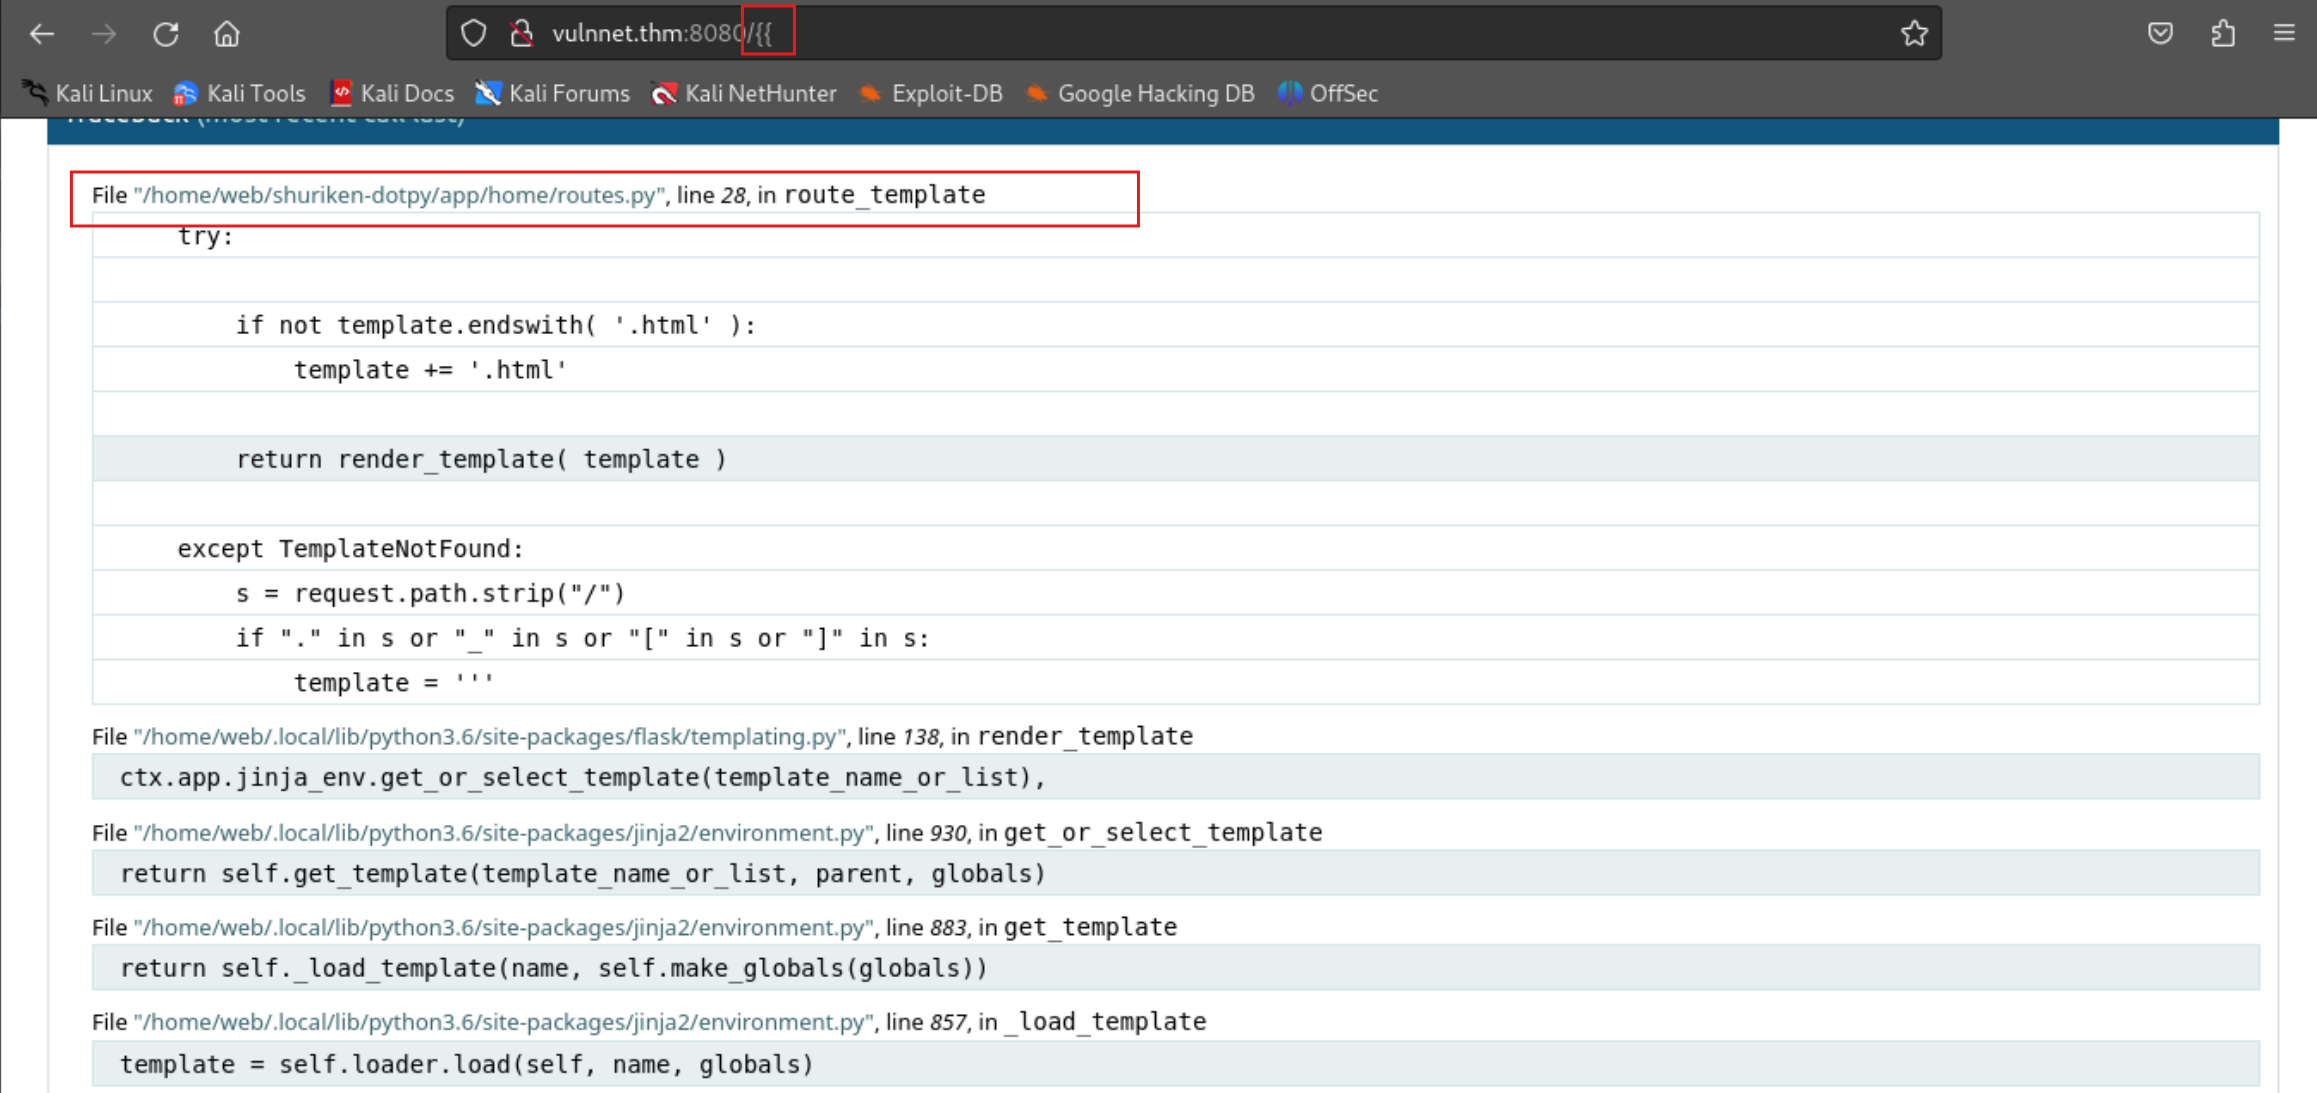 vulnnet.thm:8080/{{
Kali Linux Kali Tools Kali Docs Kali Forums Kali NetHunter Exploit-DB Google Hacking DB OffSec
Traceback (most recent call last)
File "/home/web/shuriken-dotpy/app/home/routes.py", line 28, in route_template
try:
if not template.endswith( '.html' ):
template += '.html'
return render_template( template )
except TemplateNotFound:
s = request.path.strip("/")
if "." in s or "_" in s or "[" in s or "]" in s:
template = '''
File "/home/web/.local/lib/python3.6/site-packages/flask/templating.py", line 138, in render_template
ctx.app.jinja_env.get_or_select_template(template_name_or_list),
File "/home/web/.local/lib/python3.6/site-packages/jinja2/environment.py", line 930, in get_or_select_template
return self.get_template(template_name_or_list, parent, globals)
File "/home/web/.local/lib/python3.6/site-packages/jinja2/environment.py", line 883, in get_template
return self._load_template(name, self.make_globals(globals))
File "/home/web/.local/lib/python3.6/site-packages/jinja2/environment.py", line 857, in _load_template
template = self.loader.load(self, name, globals)